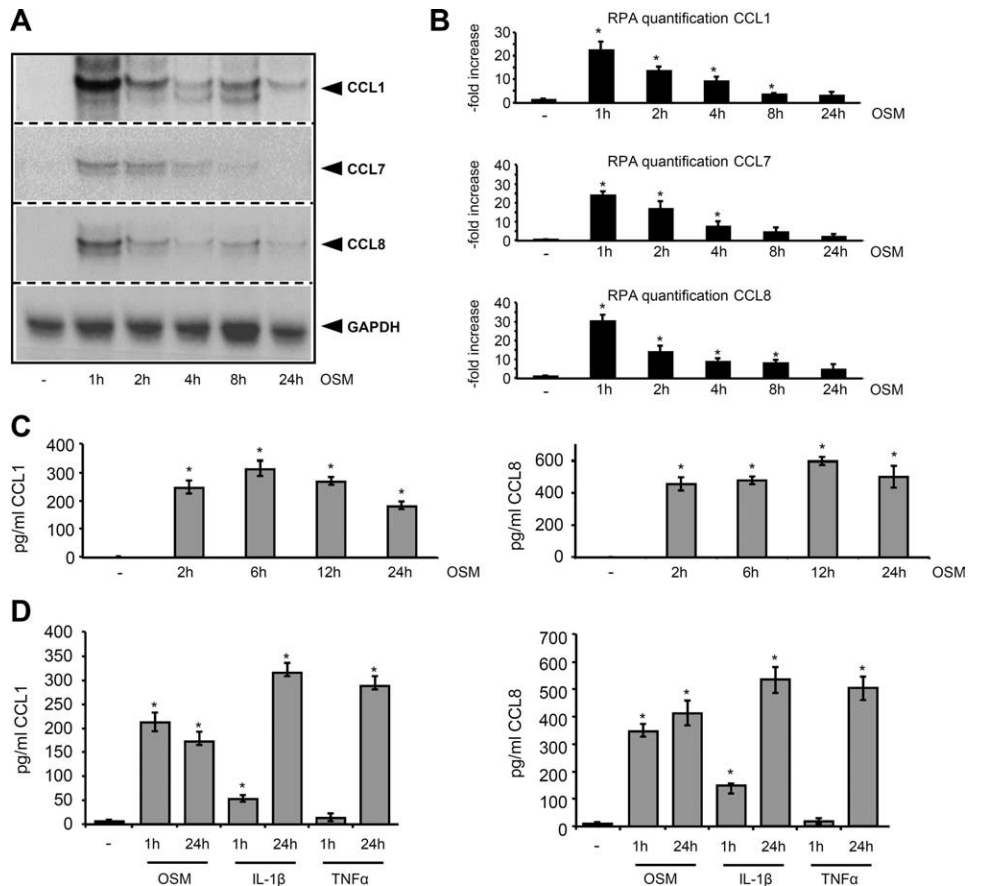 A
CCL1
CCL7
CCL8
GAPDH
- 1h 2h 4h 8h 24h OSM
B
RPA quantification CCL1
-fold increase
30
20
10
0
- 1h 2h 4h 8h 24h OSM
* * * *
RPA quantification CCL7
-fold increase
40
30
20
10
0
- 1h 2h 4h 8h 24h OSM
* * *
RPA quantification CCL8
-fold increase
40
30
20
10
0
- 1h 2h 4h 8h 24h OSM
* * * *
C
pg/ml CCL1
400
300
200
100
0
- 2h 6h 12h 24h OSM
* * * *
pg/ml CCL8
600
400
200
0
- 2h 6h 12h 24h OSM
* * * *
D
pg/ml CCL1
400
350
300
250
200
150
100
50
0
- 1h 24h 1h 24h 1h 24h
OSM IL-1β TNFα
* * * * *
pg/ml CCL8
700
600
500
400
300
200
100
0
- 1h 24h 1h 24h 1h 24h
OSM IL-1β TNFα
* * * * *